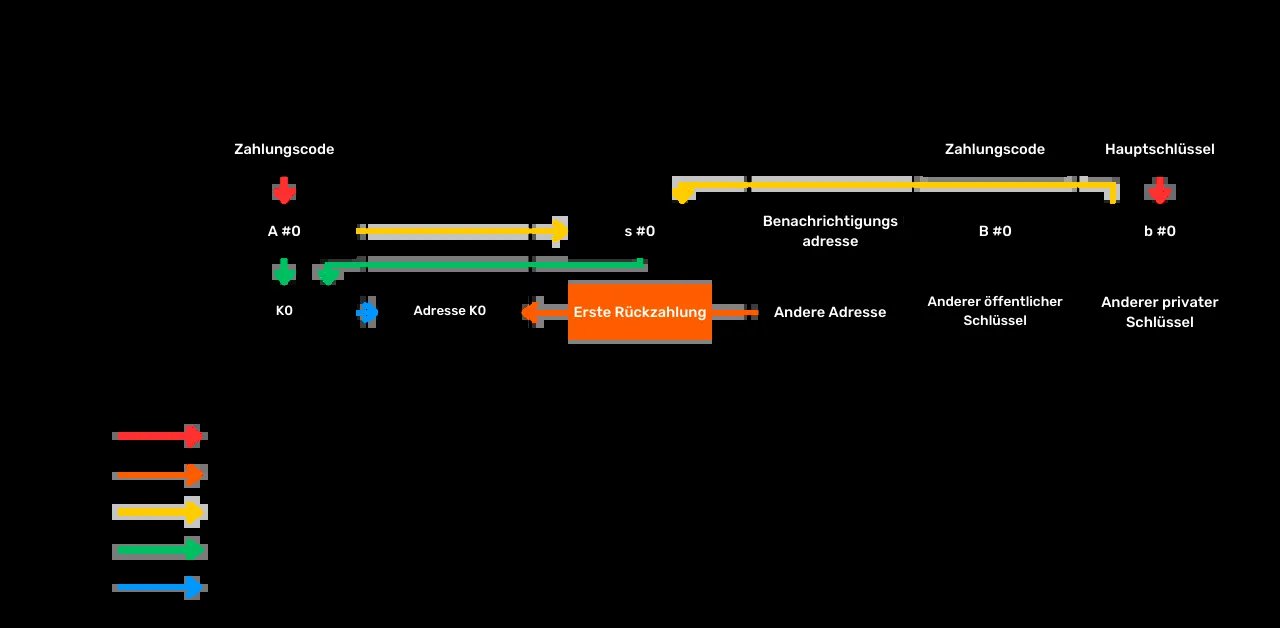 Zahlungscode
Zahlungscode
Hauptschlüssel
A #0
s #0
Benachrichtigungs
adresse
B #0
b #0
K0
Adresse K0
Erste Rückzahlung
Andere Adresse
Anderer öffentlicher
Schlüssel
Anderer privater
Schlüssel